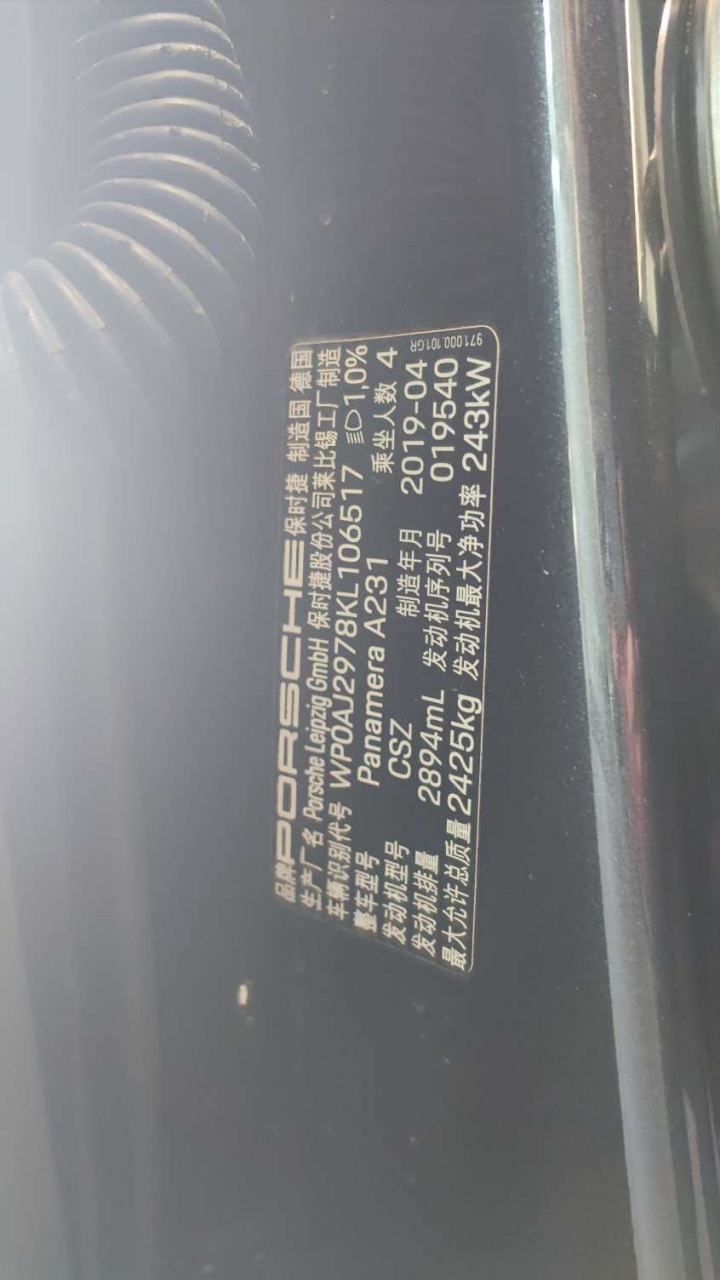 品牌 PORSCHE 保时捷 制造国 德国
生产厂名 Porsche Leipzig GmbH 保时捷股份公司莱比锡工厂制造
车辆识别代号 WP0AJ2978KL106517 1,0%
整车型号 Panamera A231 乘坐人数 4
发动机型号 CSZ 制造年月 2019-04
发动机排量 2894mL 发动机序列号 019540
最大允许总质量 2425kg 发动机最大净功率 243kW
971.000.101GR